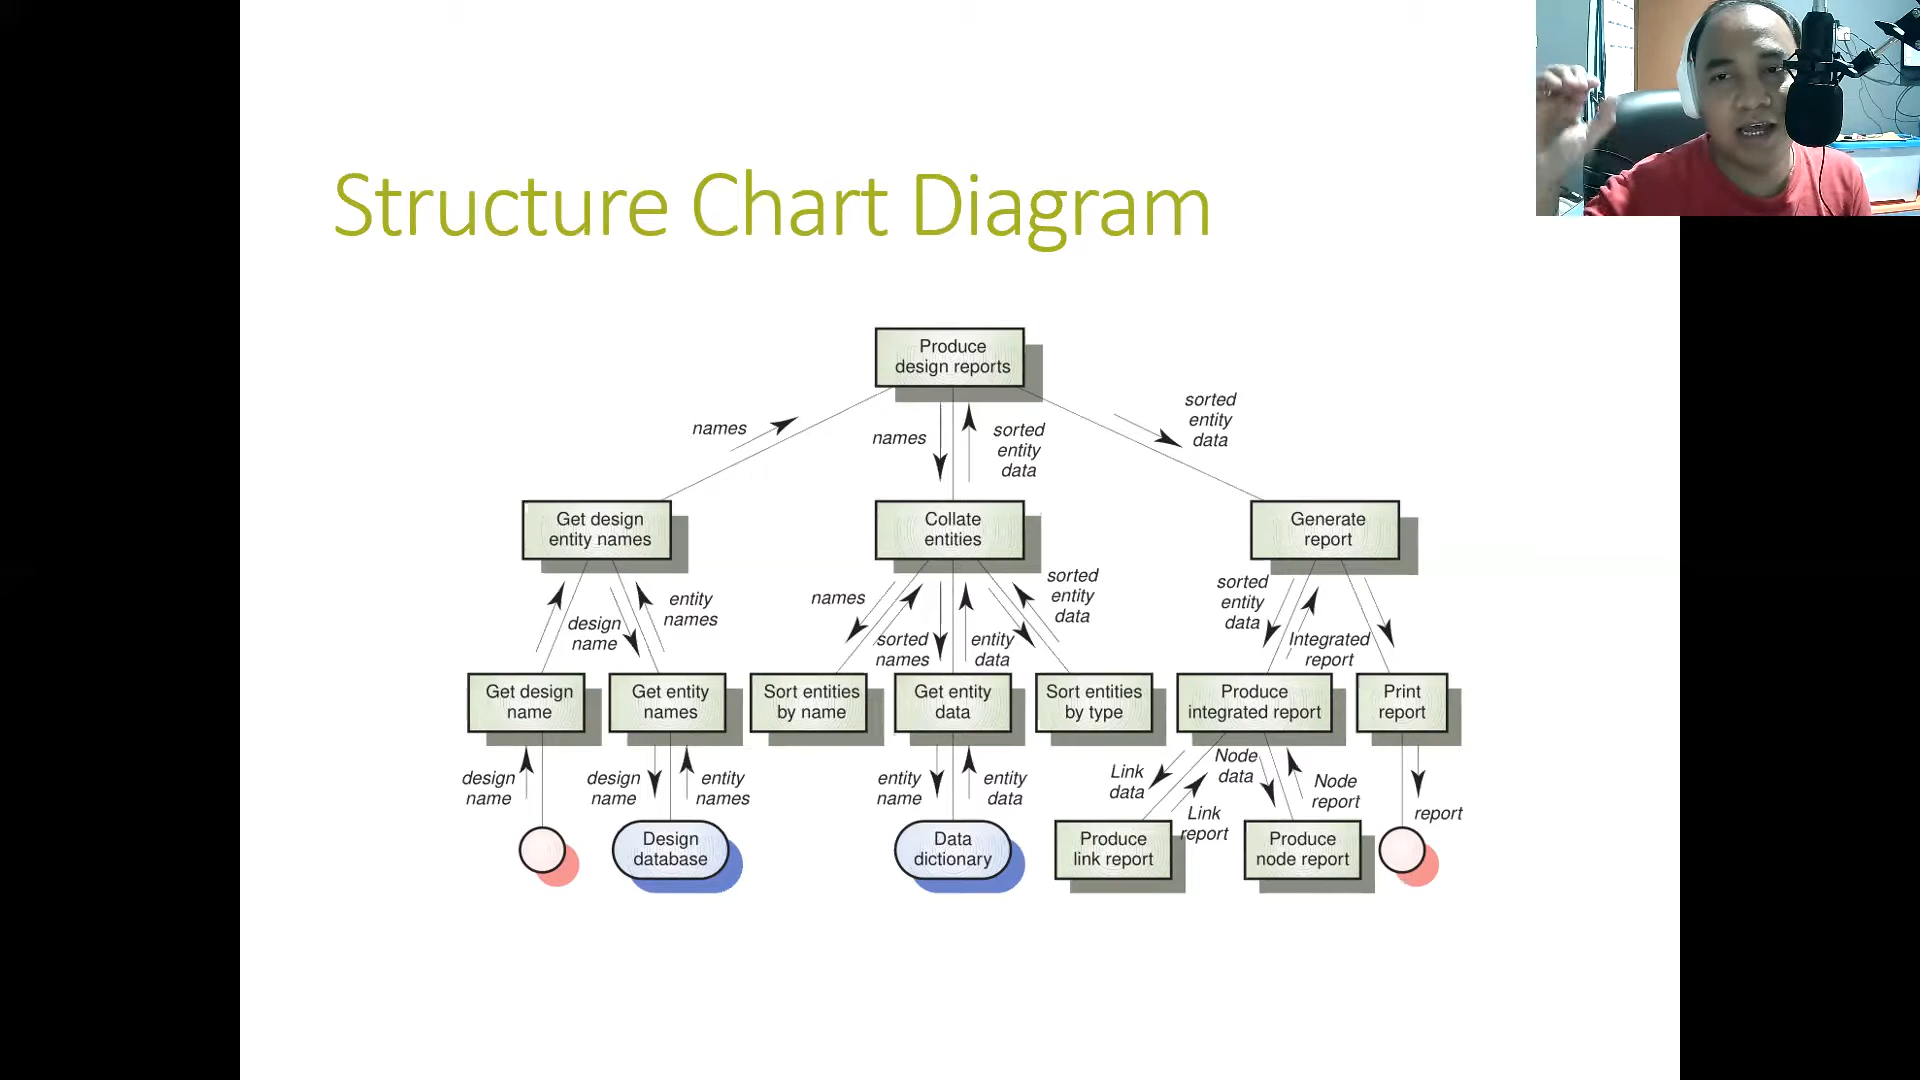 Structure Chart Diagram
Produce
design reports
names
names
sorted
entity
data
sorted
entity
data
Get design
entity names
Collate
entities
Generate
report
design
name
entity
names
names
sorted
names
entity
data
sorted
entity
data
sorted
entity
data
Integrated
report
Get design
name
Get entity
names
Sort entities
by name
Get entity
data
Sort entities
by type
Produce
integrated report
Print
report
design
name
design
name
entity
names
entity
name
entity
data
Link
data
Link
report
Node
data
Node
report
report
Design
database
Data
dictionary
Produce
link report
Produce
node report